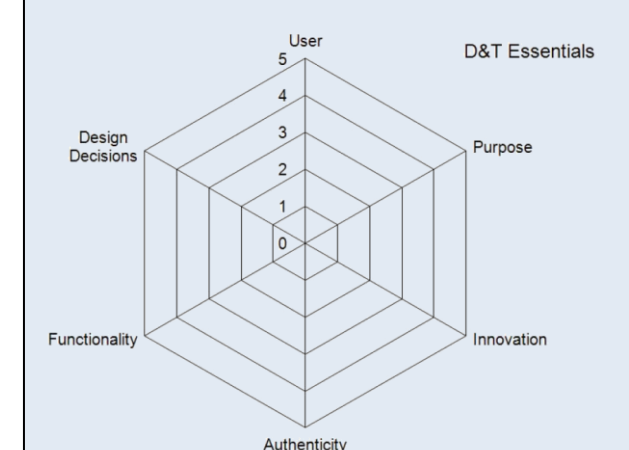 User
D&T Essentials
5
4
Design
Decisions
3
Purpose
2
1
0
Functionality
Innovation
Authenticity